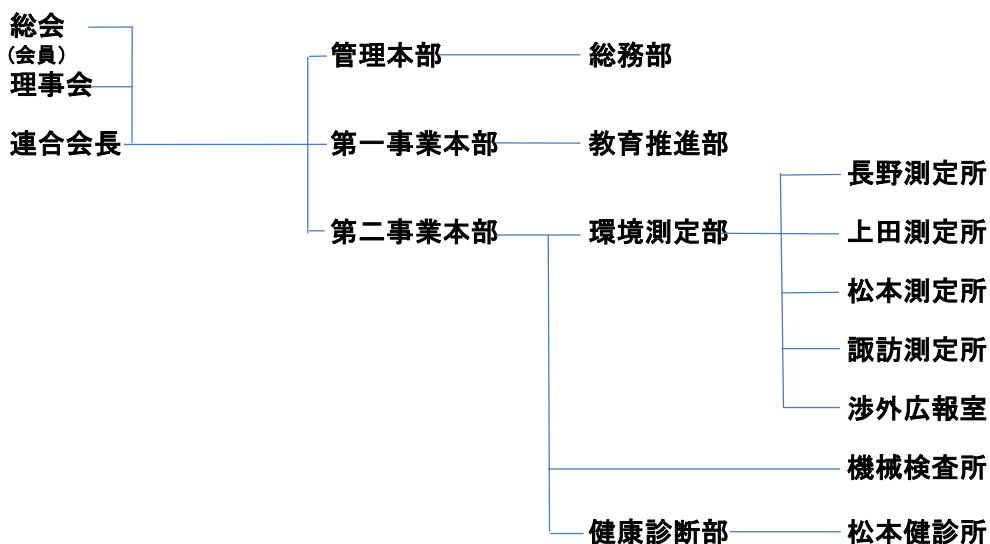 総会
(会員)
理事会
連合会長
管理本部
総務部
第一事業本部
教育推進部
第二事業本部
環境測定部
長野測定所
上田測定所
松本測定所
諏訪測定所
渉外広報室
機械検査所
健康診断部
松本健診所